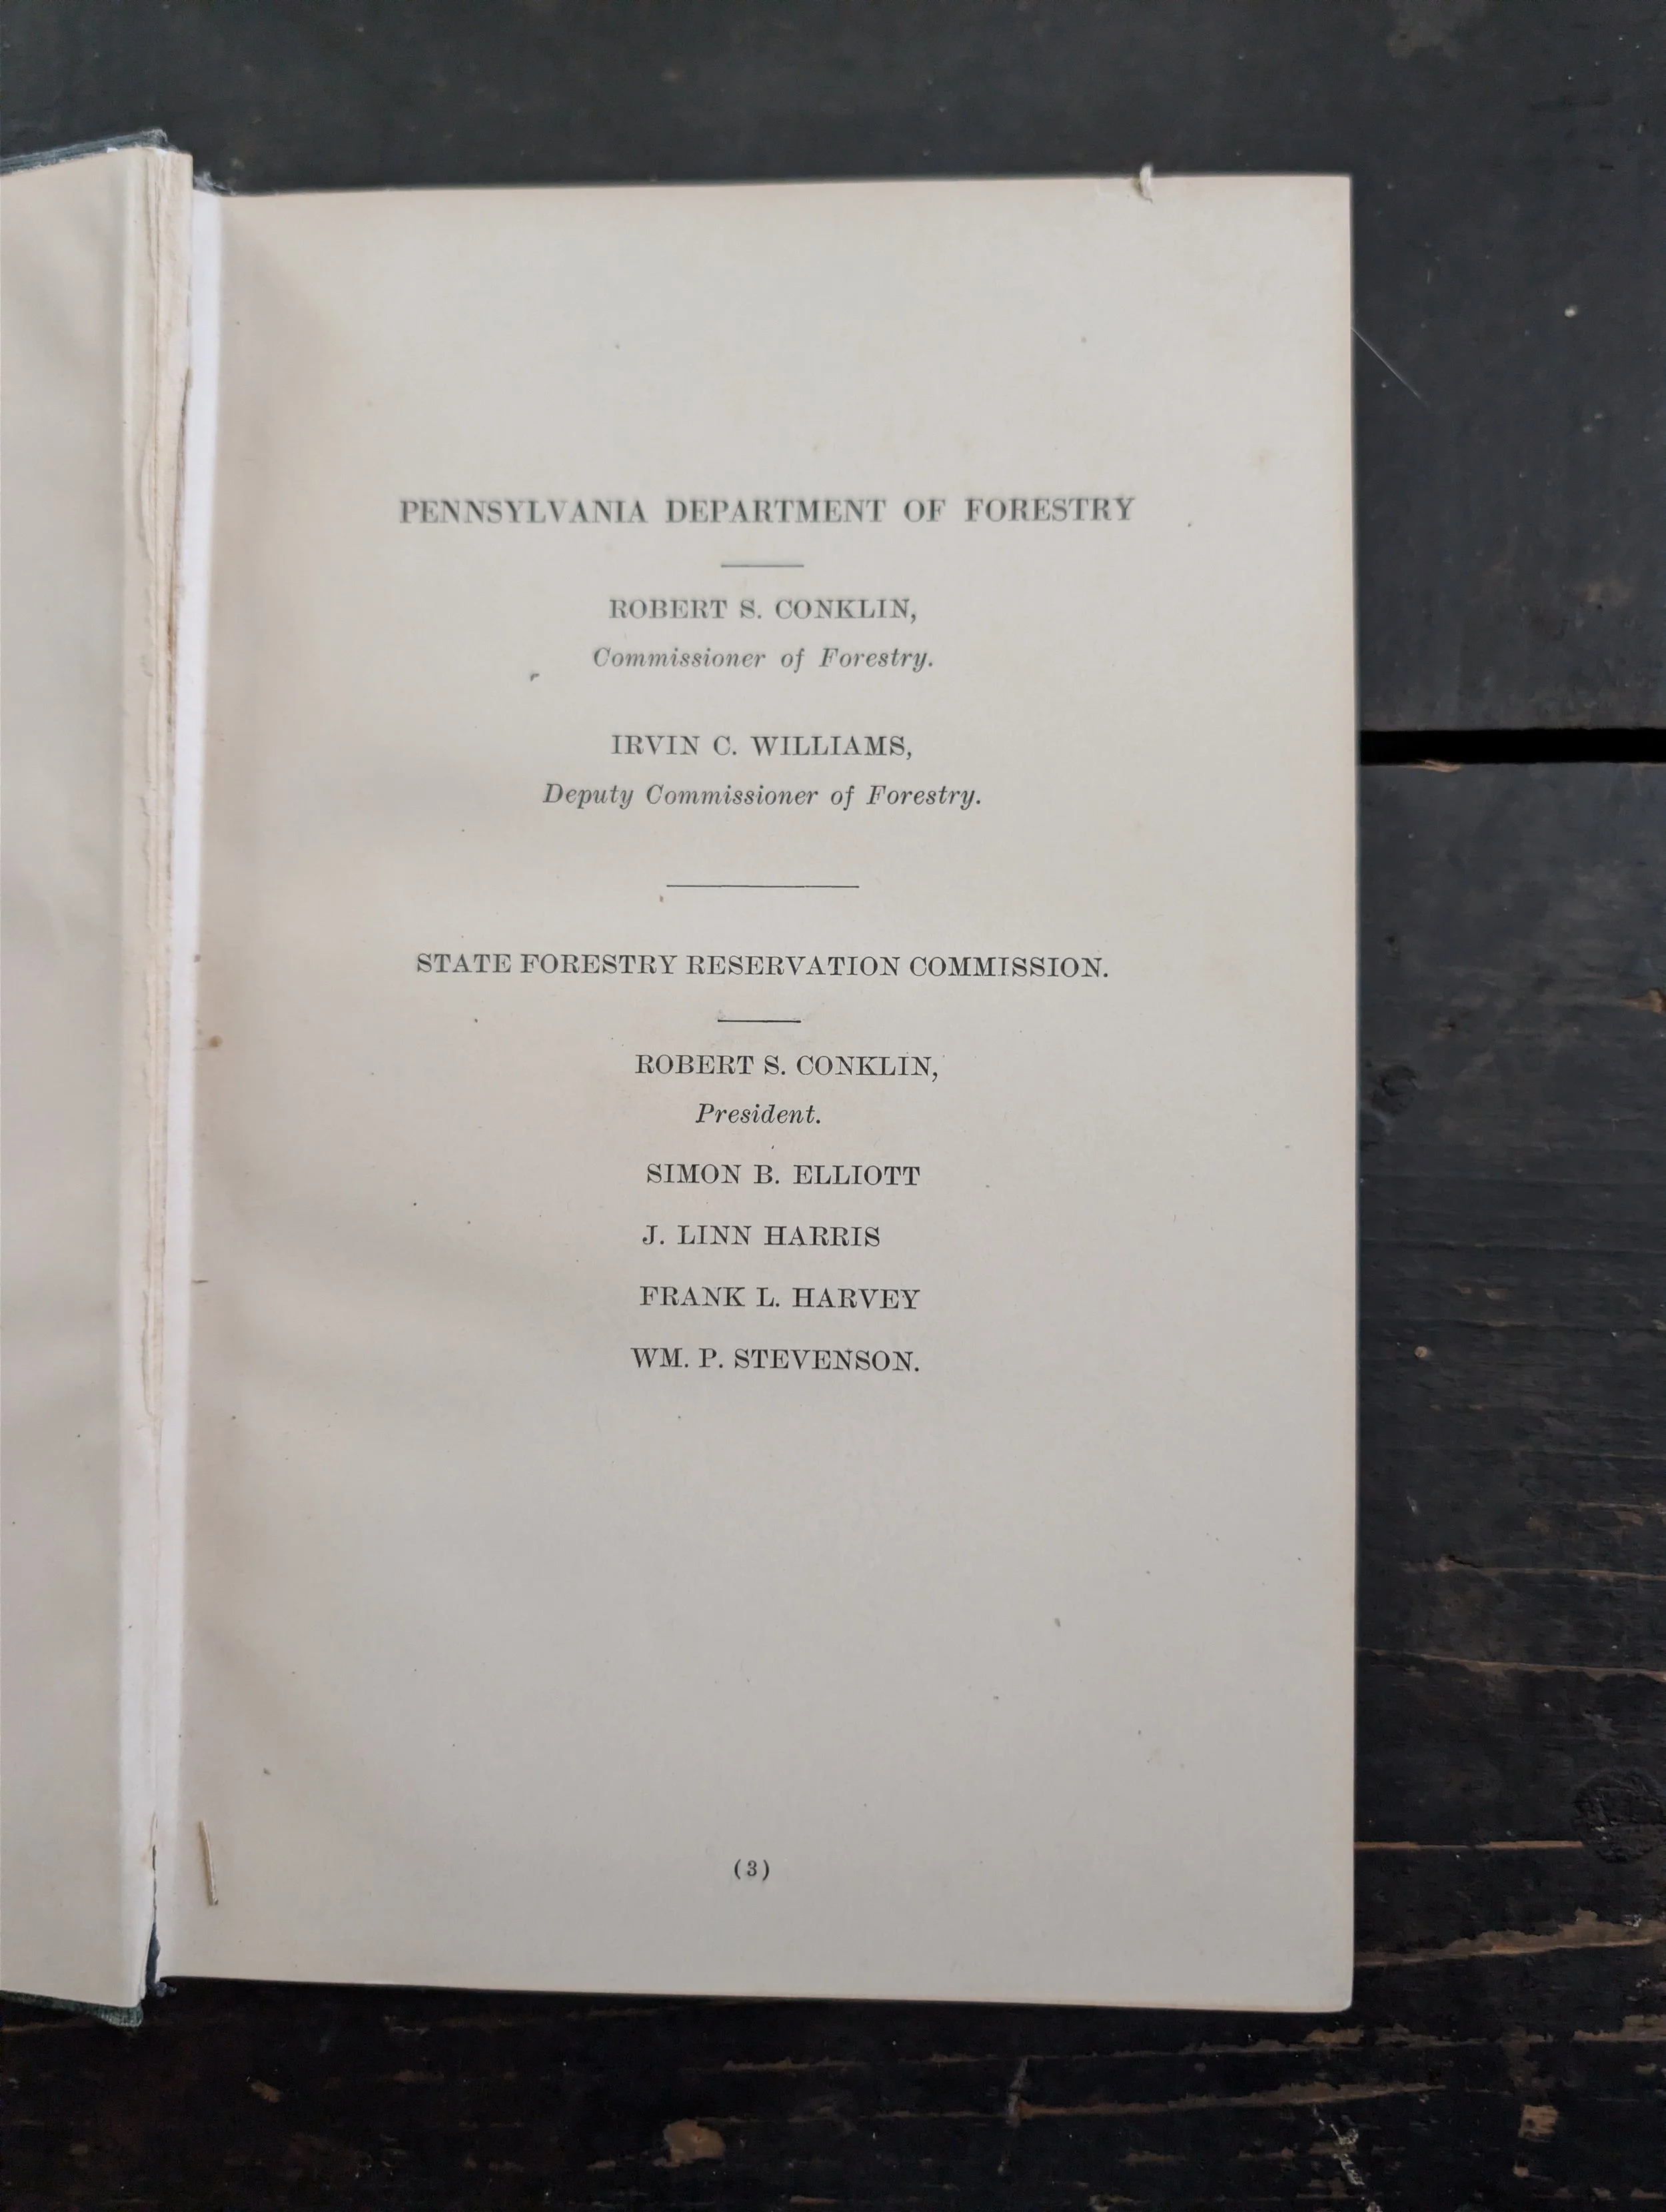 PENNSYLVANIA DEPARTMENT OF FORESTRY
ROBERT S. CONKLIN,
Commissioner of Forestry.
IRVIN C. WILLIAMS,
Deputy Commissioner of Forestry.
STATE FORESTRY RESERVATION COMMISSION.
ROBERT S. CONKLIN,
President.
SIMON B. ELLIOTT
J. LINN HARRIS
FRANK L. HARVEY
WM. P. STEVENSON.
(3)